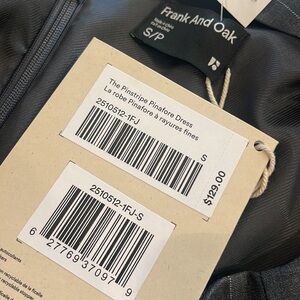 Frank And Oak
S/P
The Pinstripe Pinafore Dress
La robe Pinafore à rayures fines
2510512-1FJ
S
$129.00
2510512-1FJ-S
6 27769 37097 9